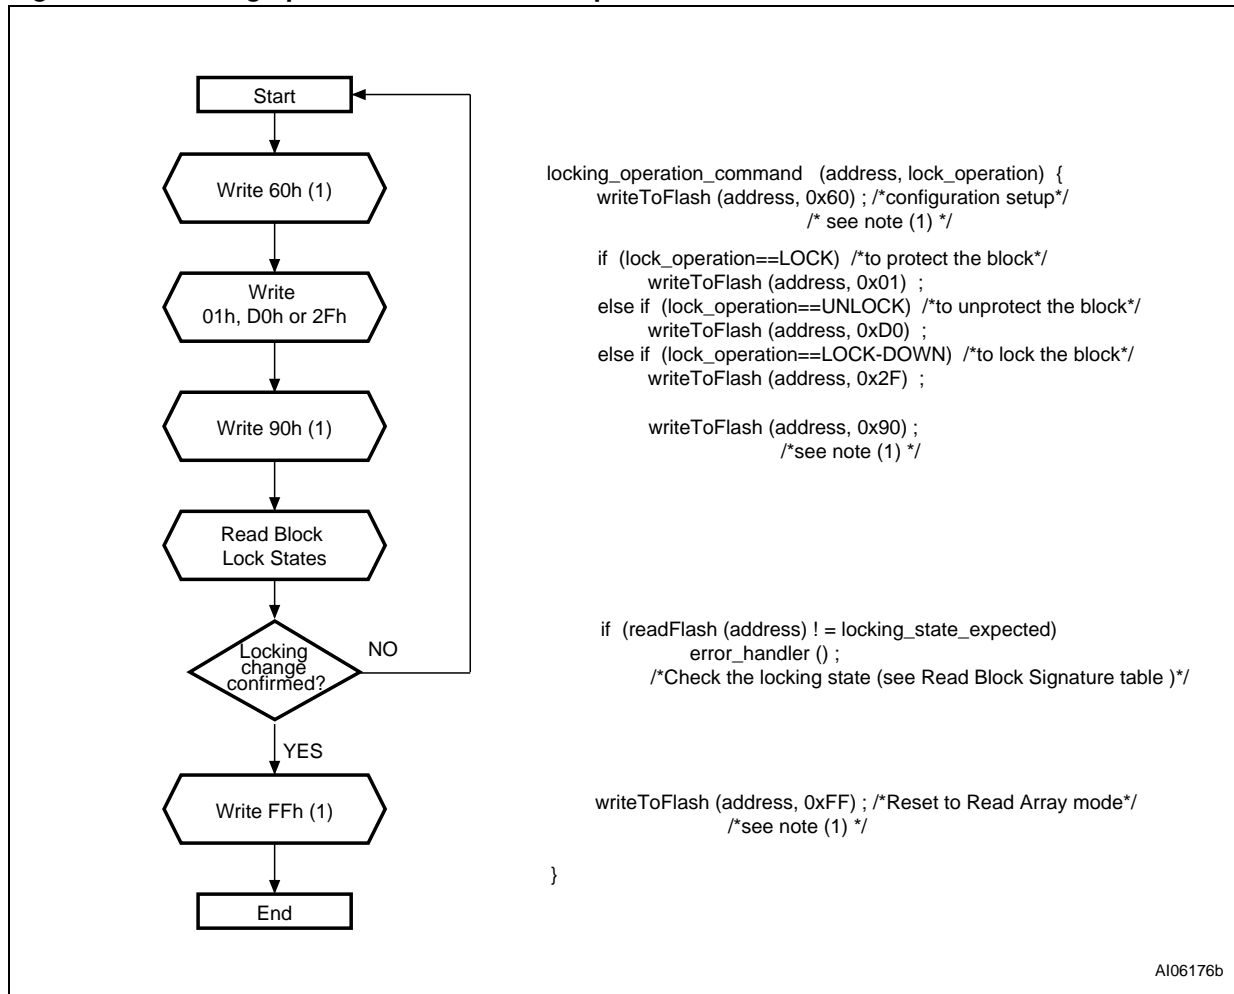 Start
Write 60h (1)
Write
01h, D0h or 2Fh
Write 90h (1)
Read Block
Lock States
Locking
change
confirmed?
NO
YES
Write FFh (1)
End
locking_operation_command (address, lock_operation) {
writeToFlash (address, 0x60) ; /*configuration setup*/
/* see note (1) */
if (lock_operation==LOCK) /*to protect the block*/
writeToFlash (address, 0x01) ;
else if (lock_operation==UNLOCK) /*to unprotect the block*/
writeToFlash (address, 0xD0) ;
else if (lock_operation==LOCK-DOWN) /*to lock the block*/
writeToFlash (address, 0x2F) ;
writeToFlash (address, 0x90) ;
/*see note (1) */
if (readFlash (address) ! = locking_state_expected)
error_handler () ;
/*Check the locking state (see Read Block Signature table )*/
writeToFlash (address, 0xFF) ; /*Reset to Read Array mode*/
/*see note (1) */
}
AI06176b